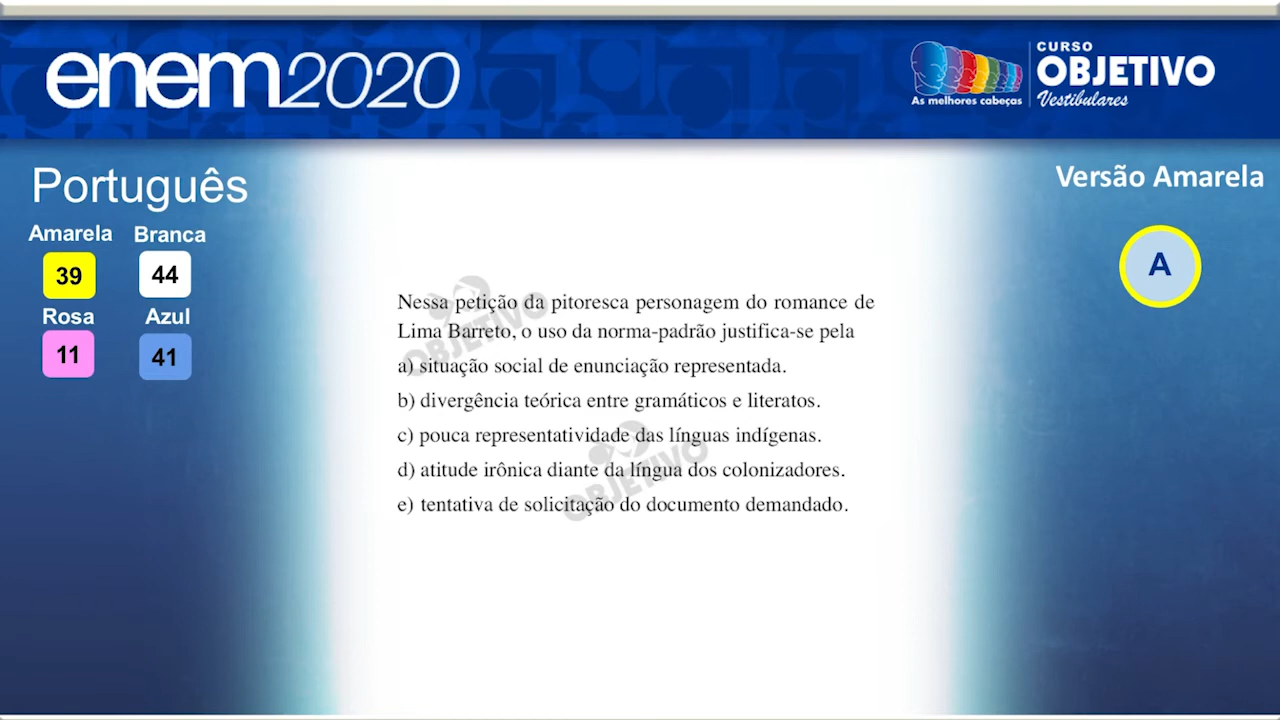 enem2020
CURSO
OBJETIVO
As melhores cabeças
Vestibulares
Português
Versão Amarela
Amarela Branca
39 44
Rosa Azul
11 41
A
Nessa petição da pitoresca personagem do romance de
Lima Barreto, o uso da norma-padrão justifica-se pela
a) situação social de enunciação representada.
b) divergência teórica entre gramáticos e literatos.
c) pouca representatividade das línguas indígenas.
d) atitude irônica diante da língua dos colonizadores.
e) tentativa de solicitação do documento demandado.
OBJETIVO
OBJETIVO